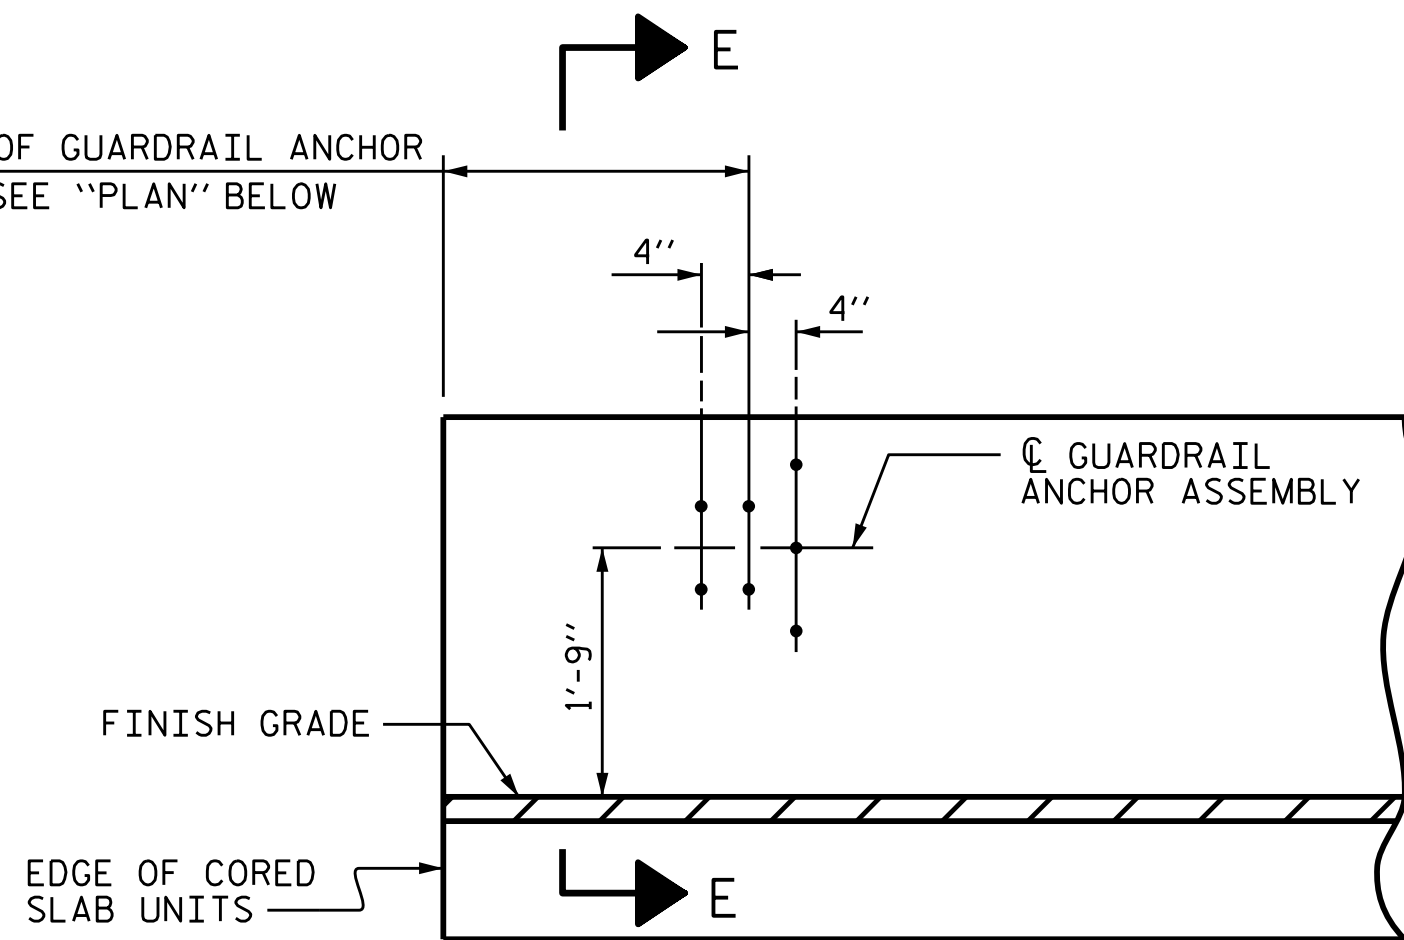 E
OF GUARDRAIL ANCHOR
SEE "PLAN" BELOW
4"
4"
℄ GUARDRAIL
ANCHOR ASSEMBLY
1'-9"
FINISH GRADE
EDGE OF CORED
SLAB UNITS
E